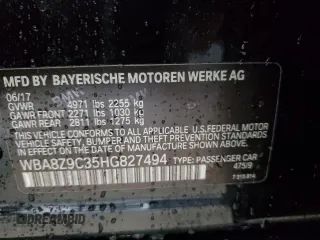 MFD BY BAYERISCHE MOTOREN WERKE AG
06/17
GVWR 4971 lbs 2255 kg
GAWR FRONT 2271 lbs 1030 kg
GAWR REAR 2811 lbs 1275 kg
THIS VEHICLE CONFORMS TO ALL APPLICABLE
U.S. FEDERAL MOTOR VEHICLE SAFETY,
BUMPER, AND THEFT PREVENTION STANDARDS
IN EFFECT ON THE DATE OF MANUFACTURE
SHOWN ABOVE.
WBA8Z9C35HG827494 TYPE: PASSENGER CAR
475/9